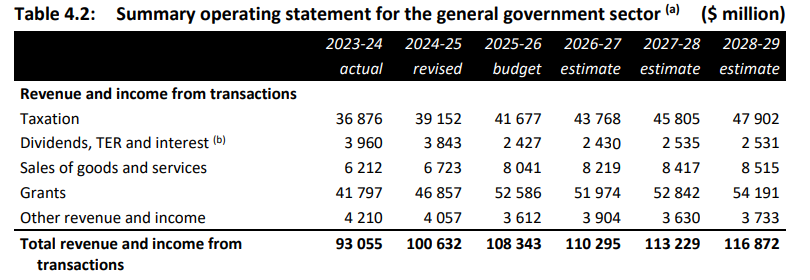 Table 4.2: Summary operating statement for the general government sector (a) ($ million)
2023-24 2024-25 2025-26 2026-27 2027-28 2028-29
actual revised budget estimate estimate estimate
Revenue and income from transactions
Taxation 36 876 39 152 41 677 43 768 45 805 47 902
Dividends, TER and interest (b) 3 960 3 843 2 427 2 430 2 535 2 531
Sales of goods and services 6 212 6 723 8 041 8 219 8 417 8 515
Grants 41 797 46 857 52 586 51 974 52 842 54 191
Other revenue and income 4 210 4 057 3 612 3 904 3 630 3 733
Total revenue and income from 93 055 100 632 108 343 110 295 113 229 116 872
transactions